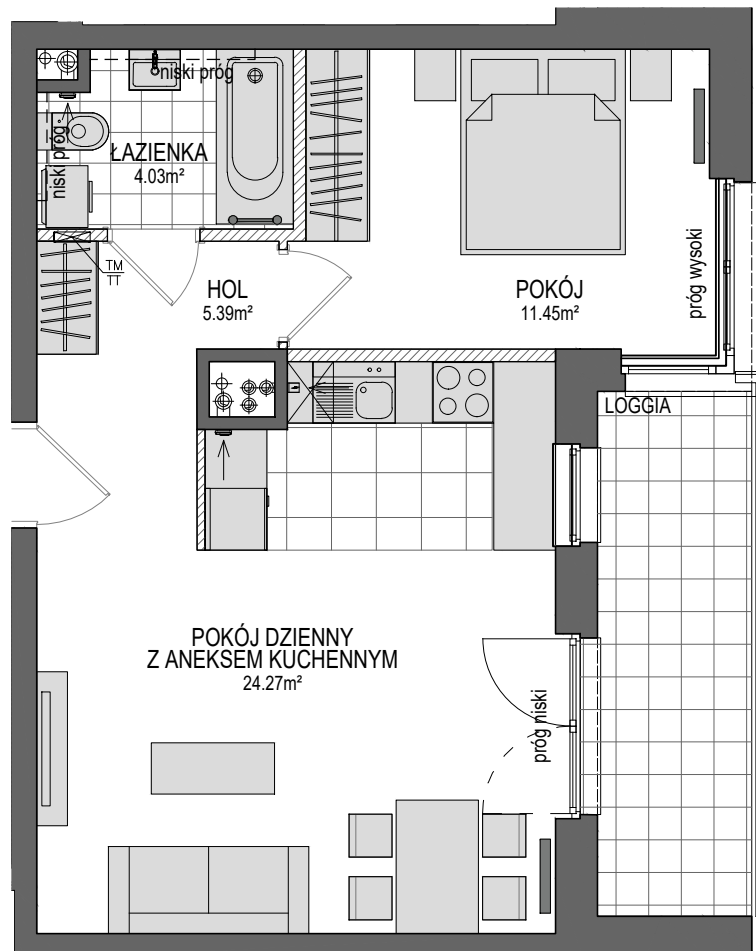 niski próg
ŁAZIENKA
4.03m²
niski próg
TM
TT
HOL
5.39m²
POKÓJ
11.45m²
próg wysoki
LOGGIA
POKÓJ DZIENNY
Z ANEKSEM KUCHENNYM
24.27m²
próg niski